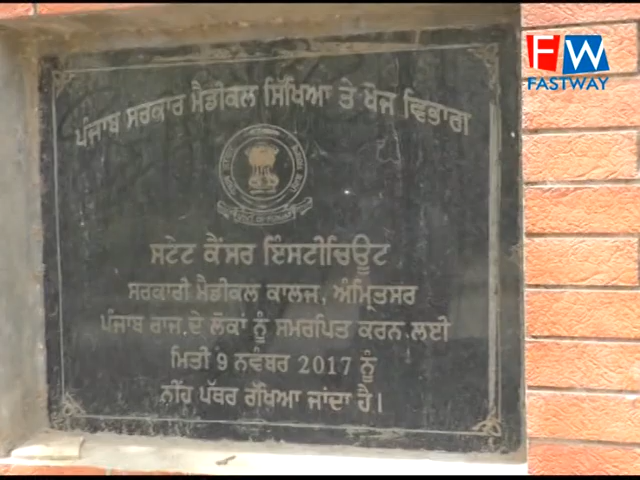 FW
FASTWAY
ਪੰਜਾਬ ਸਰਕਾਰ ਮੈਡੀਕਲ ਸਿੱਖਿਆ ਤੇ ਖੋਜ ਵਿਭਾਗ
ਸਟੇਟ ਕੈਂਸਰ ਇੰਸਟੀਚਿਊਟ
ਸਰਕਾਰੀ ਮੈਡੀਕਲ ਕਾਲਜ, ਅੰਮ੍ਰਿਤਸਰ
ਪੰਜਾਬ ਰਾਜ ਦੇ ਲੋਕਾਂ ਨੂੰ ਸਮਰਪਿਤ ਕਰਨ ਲਈ
ਮਿਤੀ 9 ਨਵੰਬਰ 2017 ਨੂੰ
ਨੀਂਹ ਪੱਥਰ ਰੱਖਿਆ ਜਾਂਦਾ ਹੈ।